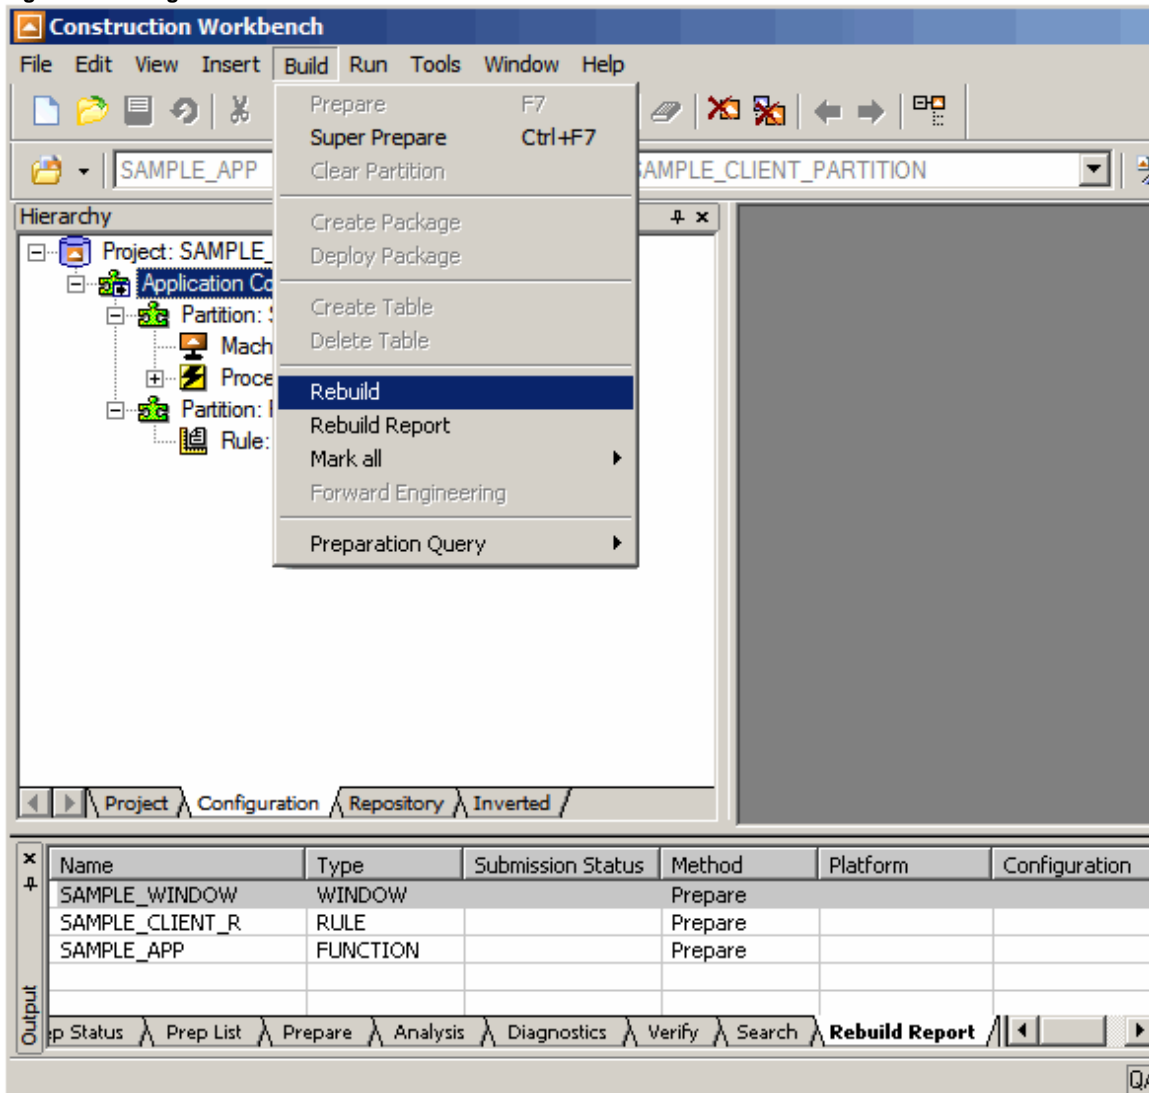 Construction Workbench
File Edit View Insert Build Run Tools Window Help
Prepare F7
Super Prepare Ctrl+F7
Clear Partition
Create Package
Deploy Package
Create Table
Delete Table
Rebuild
Rebuild Report
Mark all
Forward Engineering
Preparation Query
SAMPLE_APP
SAMPLE_CLIENT_PARTITION
Hierarchy
Project: SAMPLE_
Application Co
Partition:
Mach
Proce
Partition:
Rule:
Project Configuration Repository Inverted
Name Type Submission Status Method Platform Configuration
SAMPLE_WINDOW WINDOW Prepare
SAMPLE_CLIENT_R RULE Prepare
SAMPLE_APP FUNCTION Prepare
Output
ep Status Prep List Prepare Analysis Diagnostics Verify Search Rebuild Report